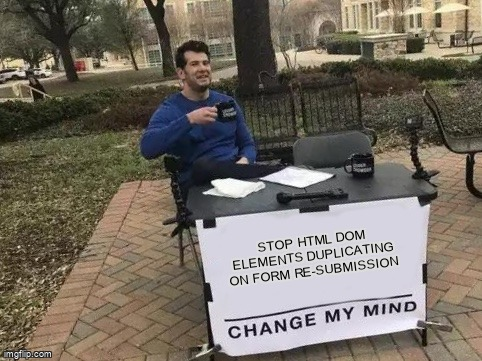 STOP HTML DOM
ELEMENTS DUPLICATING
ON FORM RE-SUBMISSION
CHANGE MY MIND
imgflip.com